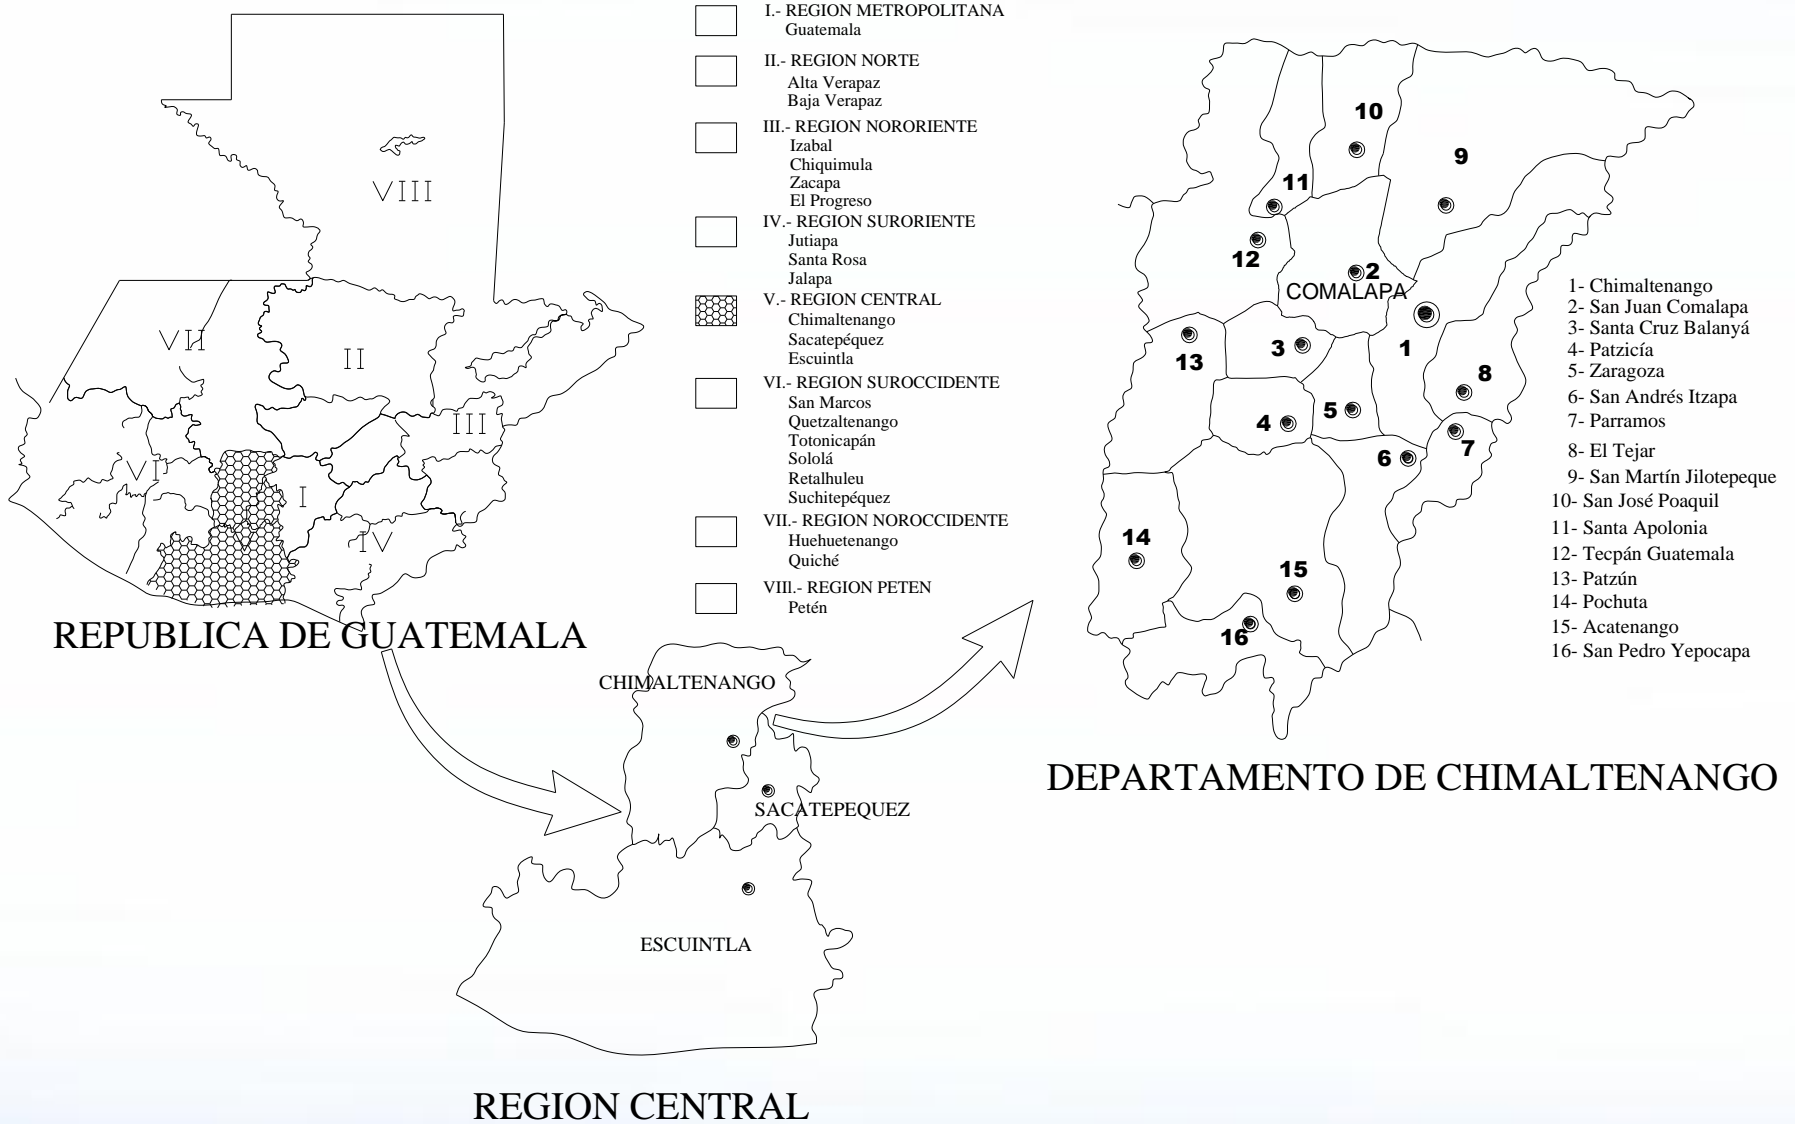 VIII
VII
II
III
VI
I
V
IV
REPUBLICA DE GUATEMALA
I.- REGION METROPOLITANA
Guatemala
II.- REGION NORTE
Alta Verapaz
Baja Verapaz
III.- REGION NORORIENTE
Izabal
Chiquimula
Zacapa
El Progreso
IV.- REGION SURORIENTE
Jutiapa
Santa Rosa
Jalapa
V.- REGION CENTRAL
Chimaltenango
Sacatepéquez
Escuintla
VI.- REGION SUROCCIDENTE
San Marcos
Quetzaltenango
Totonicapán
Sololá
Retalhuleu
Suchitepéquez
VII.- REGION NOROCCIDENTE
Huehuetenango
Quiché
VIII.- REGION PETEN
Petén
CHIMALTENANGO
SACATEPEQUEZ
ESCUINTLA
REGION CENTRAL
10
9
11
12
2
COMALAPA
13
3
1
8
4
5
7
6
14
15
16
DEPARTAMENTO DE CHIMALTENANGO
1- Chimaltenango
2- San Juan Comalapa
3- Santa Cruz Balanyá
4- Patzicía
5- Zaragoza
6- San Andrés Itzapa
7- Parramos
8- El Tejar
9- San Martín Jilotepeque
10- San José Poaquil
11- Santa Apolonia
12- Tecpán Guatemala
13- Patzún
14- Pochuta
15- Acatenango
16- San Pedro Yepocapa